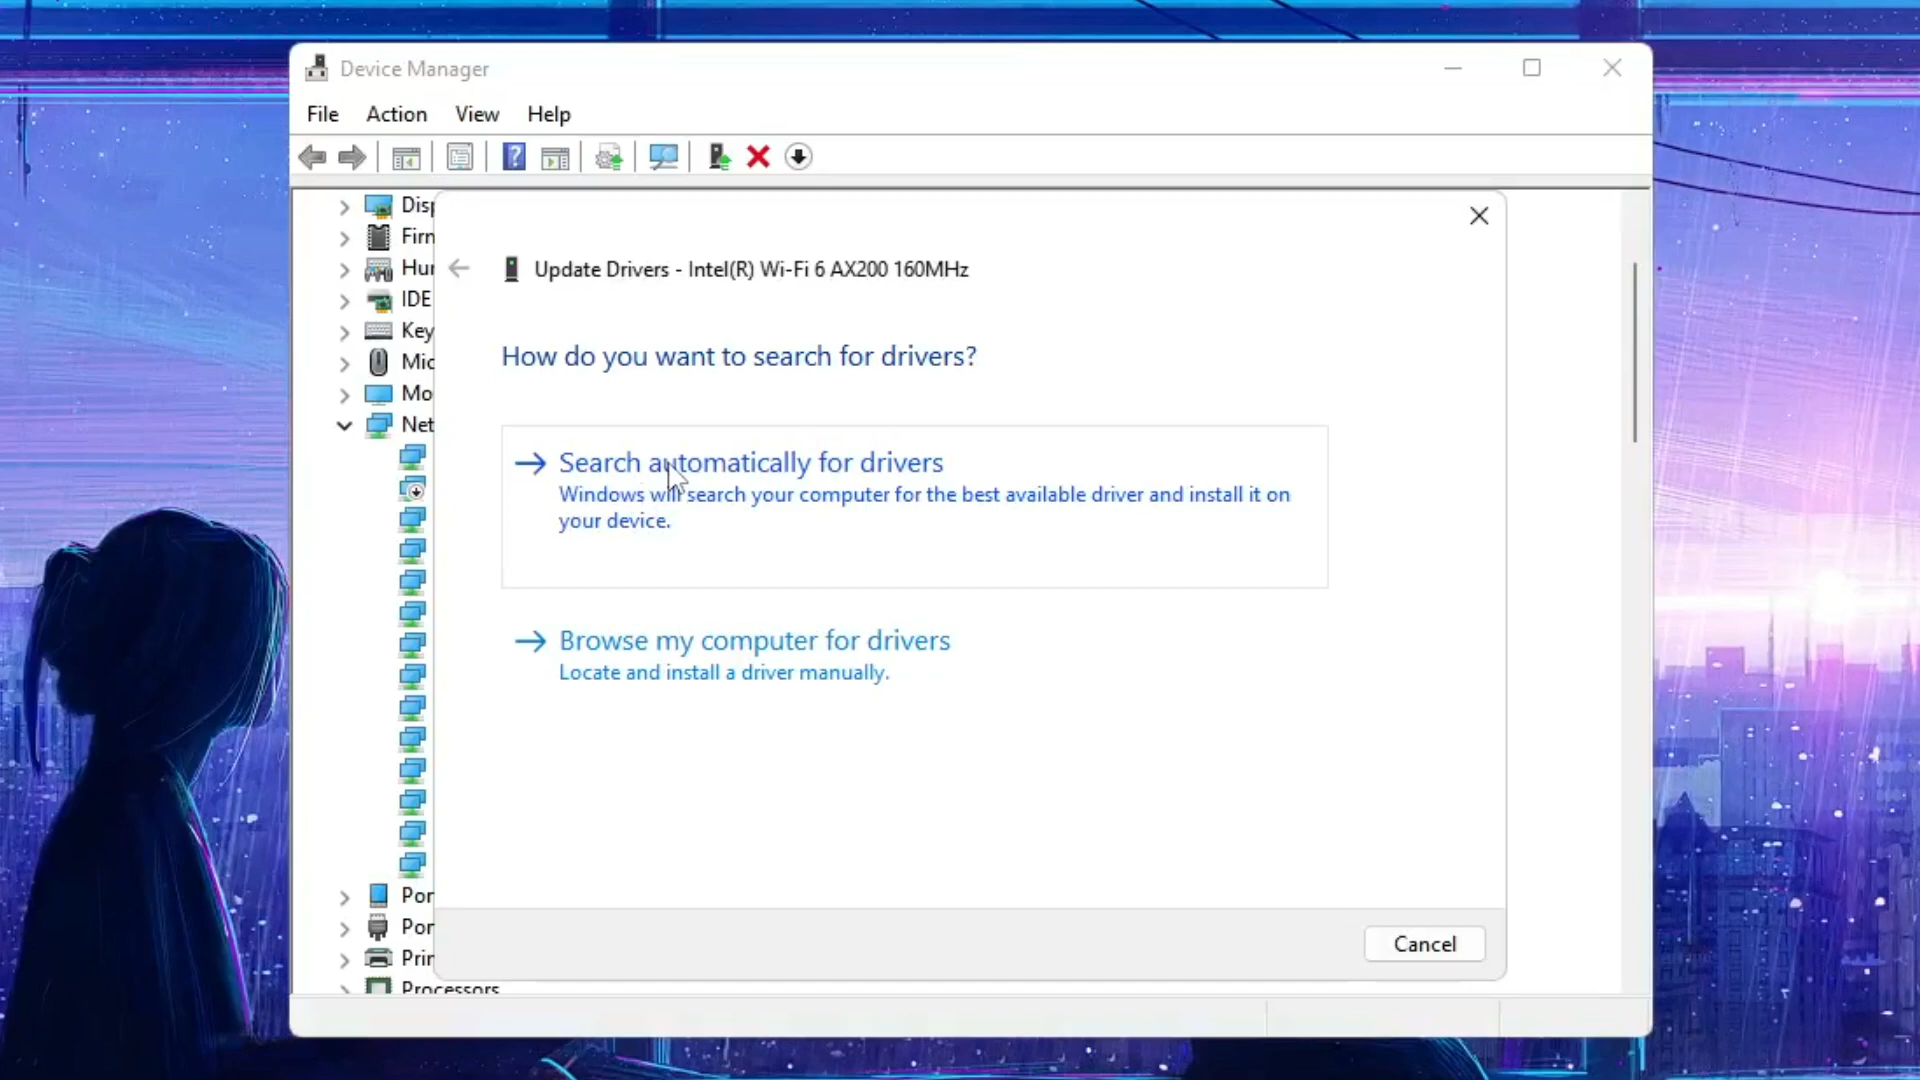 Device Manager
File Action View Help
Disp
Firn
Hur
IDE
Key
Mic
Mo
Net
Por
Por
Prin
Processors
Update Drivers - Intel(R) Wi-Fi 6 AX200 160MHz
How do you want to search for drivers?
Search automatically for drivers
Windows will search your computer for the best available driver and install it on
your device.
Browse my computer for drivers
Locate and install a driver manually.
Cancel